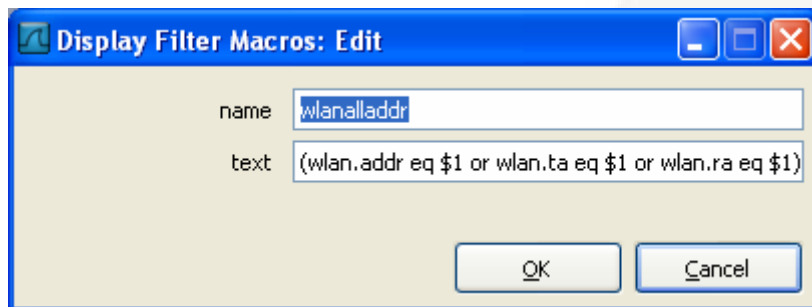 Display Filter Macros: Edit
name wlanalladdr
text (wlan.addr eq $1 or wlan.ta eq $1 or wlan.ra eq $1)
OK Cancel